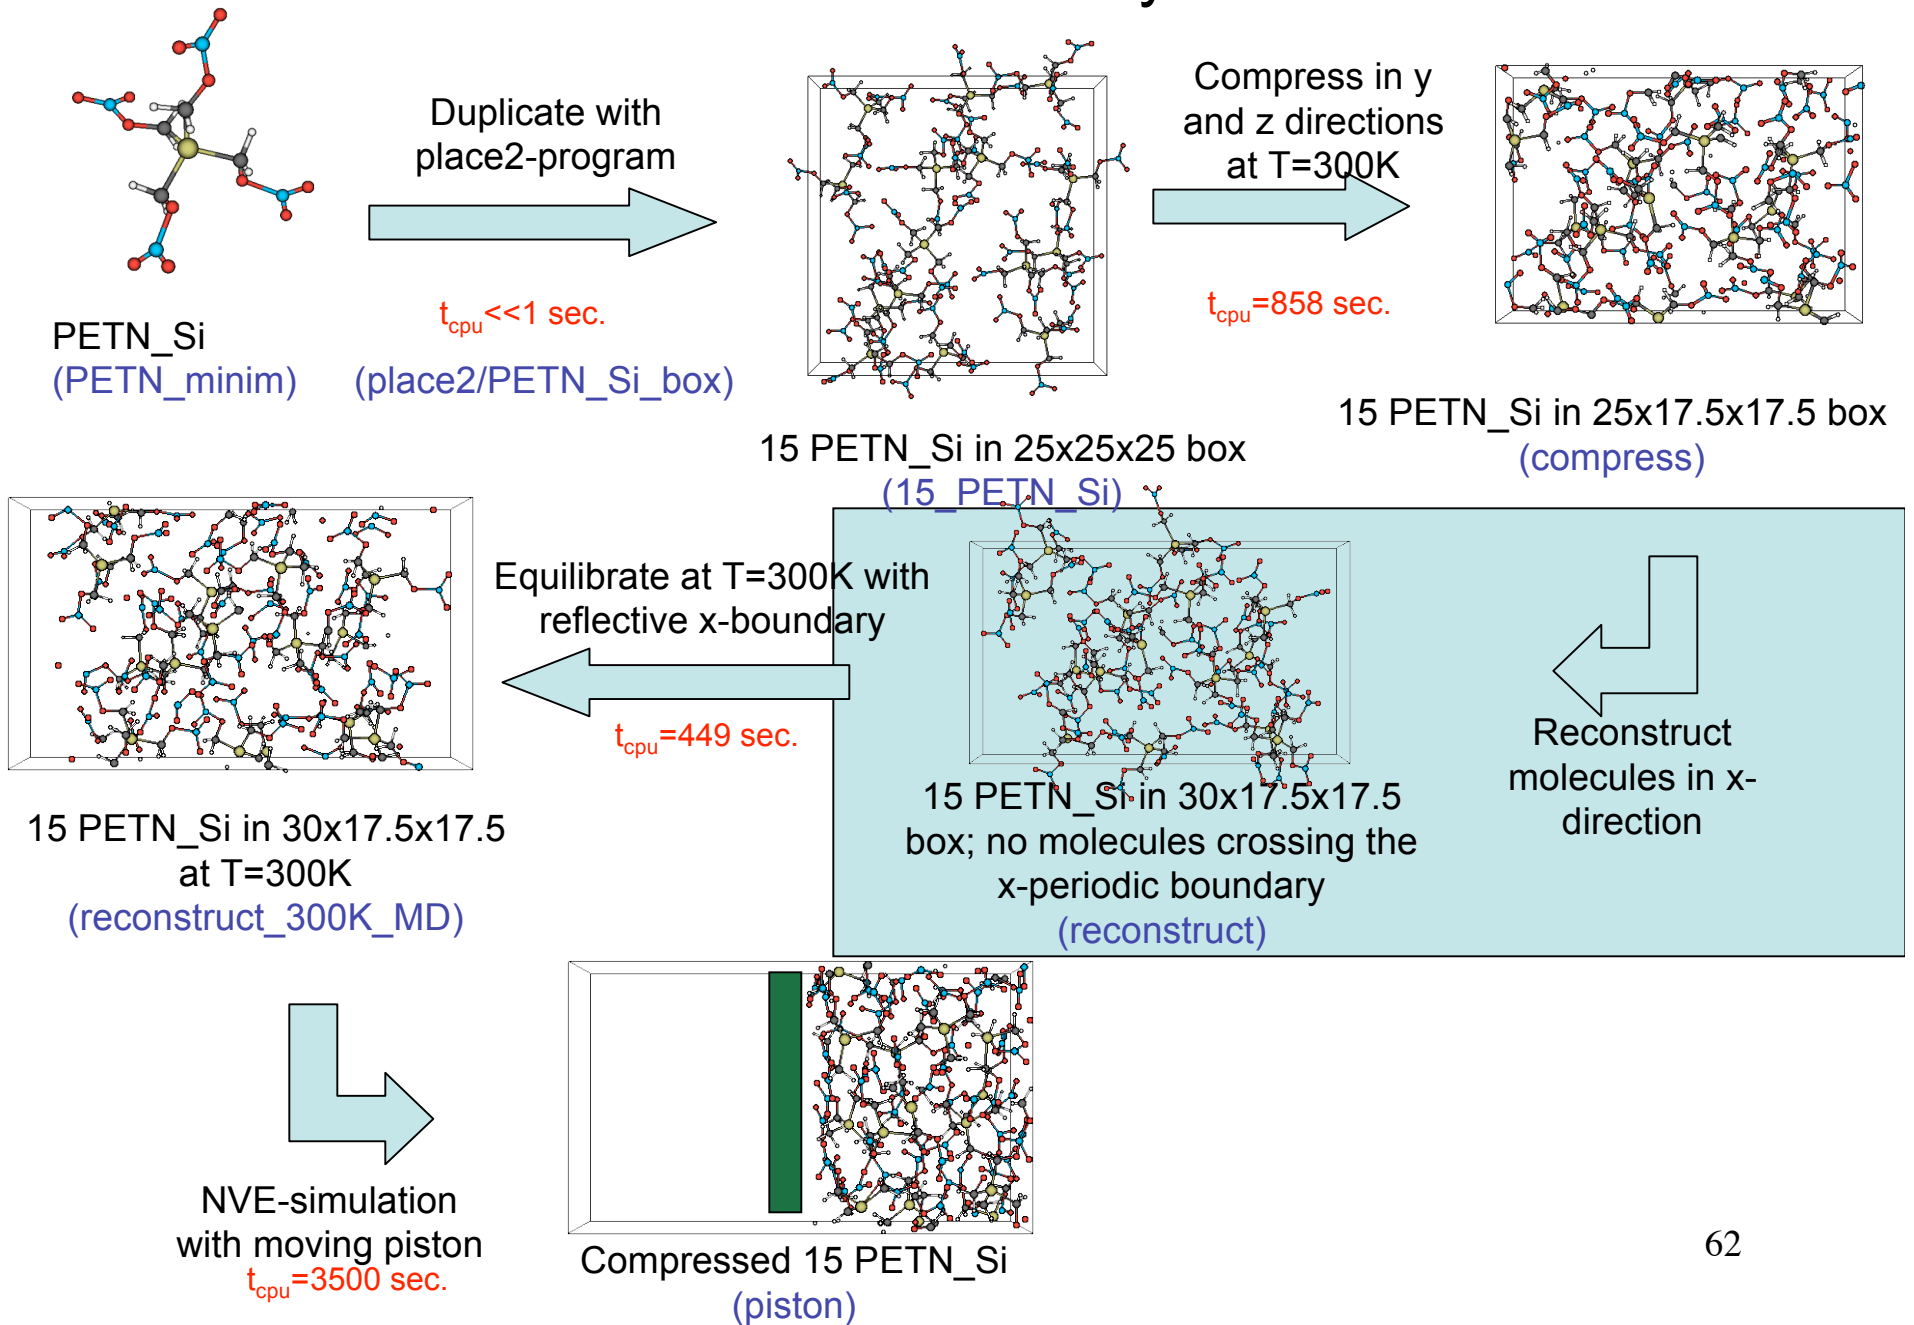 Duplicate with
place2-program
t_cpu<<1 sec.
Compress in y
and z directions
at T=300K
t_cpu=858 sec.
PETN_Si
(PETN_minim)
(place2/PETN_Si_box)
15 PETN_Si in 25x25x25 box
(15_PETN_Si)
15 PETN_Si in 25x17.5x17.5 box
(compress)
Equilibrate at T=300K with
reflective x-boundary
t_cpu=449 sec.
Reconstruct
molecules in x-
direction
15 PETN_Si in 30x17.5x17.5
box; no molecules crossing the
x-periodic boundary
(reconstruct)
15 PETN_Si in 30x17.5x17.5
at T=300K
(reconstruct_300K_MD)
NVE-simulation
with moving piston
t_cpu=3500 sec.
Compressed 15 PETN_Si
(piston)
62